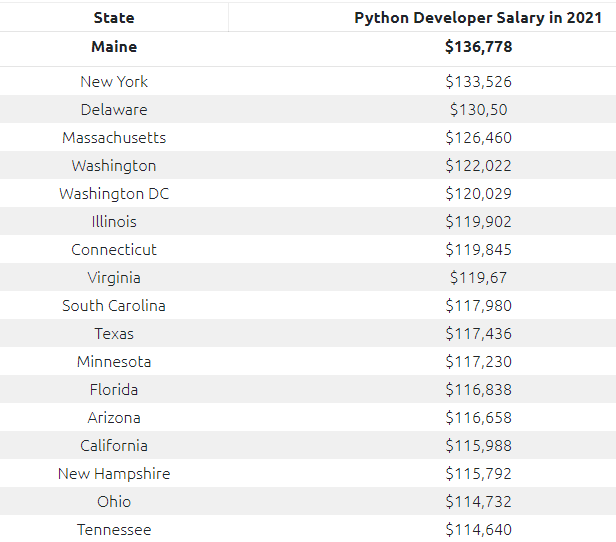 State Python Developer Salary in 2021
Maine $136,778
New York $133,526
Delaware $130,50
Massachusetts $126,460
Washington $122,022
Washington DC $120,029
Illinois $119,902
Connecticut $119,845
Virginia $119,67
South Carolina $117,980
Texas $117,436
Minnesota $117,230
Florida $116,838
Arizona $116,658
California $115,988
New Hampshire $115,792
Ohio $114,732
Tennessee $114,640